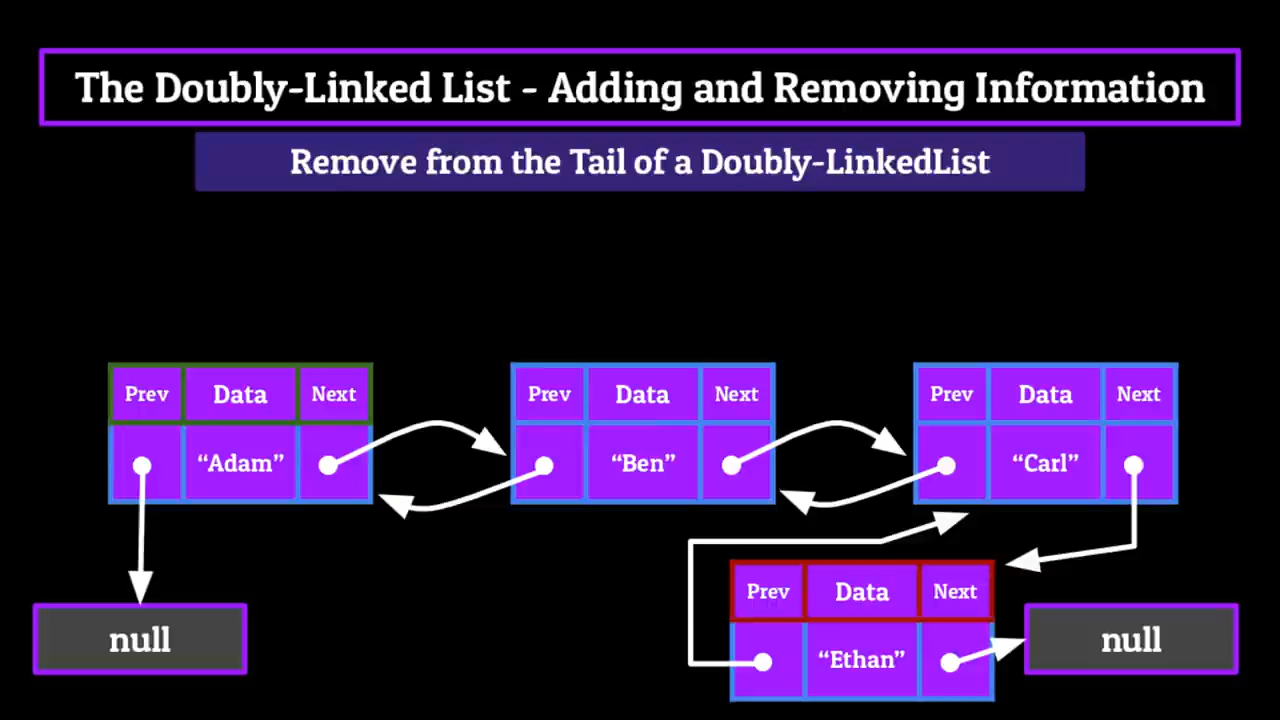 The Doubly-Linked List - Adding and Removing Information
Remove from the Tail of a Doubly-LinkedList
Prev Data Next
“Adam”
Prev Data Next
“Ben”
Prev Data Next
“Carl”
Prev Data Next
“Ethan”
null
null